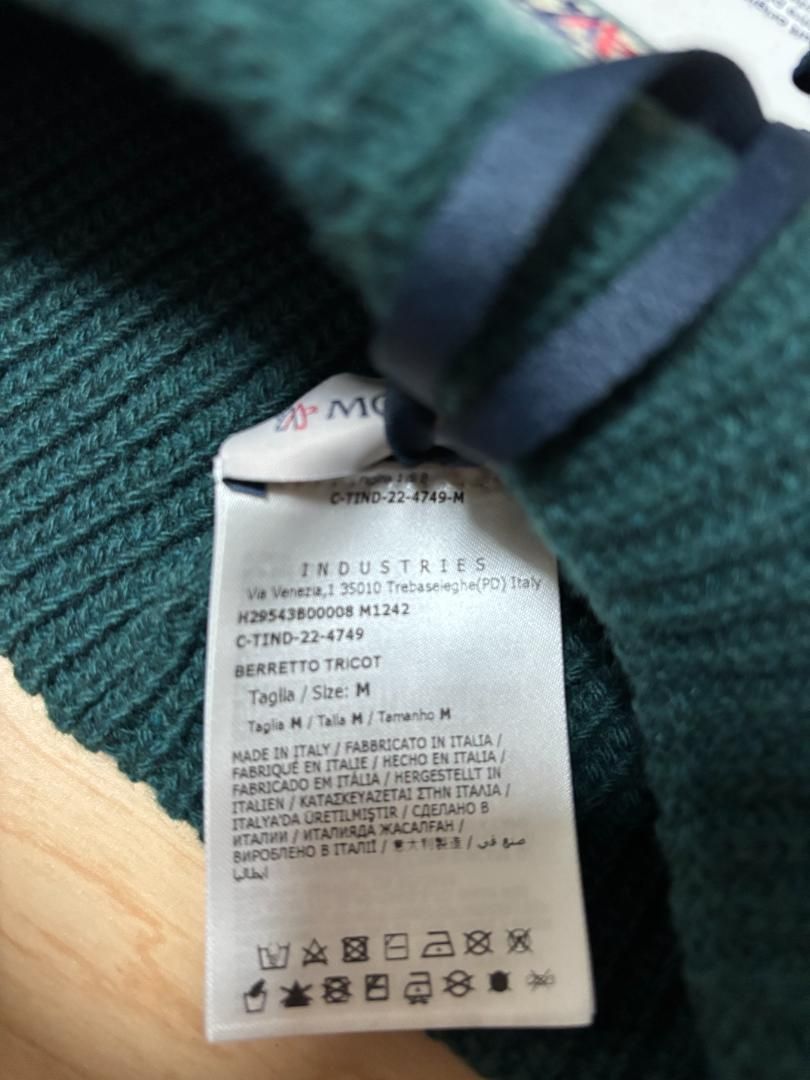 C-TIND-22-4749-M
INDUSTRIES
Via Venezia,1 35010 Trebaseleghe(PD) Italy
H29543B00008 M1242
C-TIND-22-4749
BERRETTO TRICOT
Taglia / Size: M
Taglia M / Talla M / Tamanho M
MADE IN ITALY / FABBRICATO IN ITALIA /
FABRIQUÉ EN ITALIE / HECHO EN ITALIA /
FABRICADO EM ITÁLIA / HERGESTELLT IN
ITALIEN / ΚΑΤΑΣΚΕΥΑΖΕΤΑΙ ΣΤΗΝ ΙΤΑΛΙΑ /
ITALYA'DA ÜRETILMIŞTIR / СДЕЛАНО В
ИТАЛИИ / ИТАЛИЯДА ЖАСАЛҒАН /
ВИРОБЛЕНО В ІТАЛІЇ / 意大利製造 / صنع في
ايطاليا